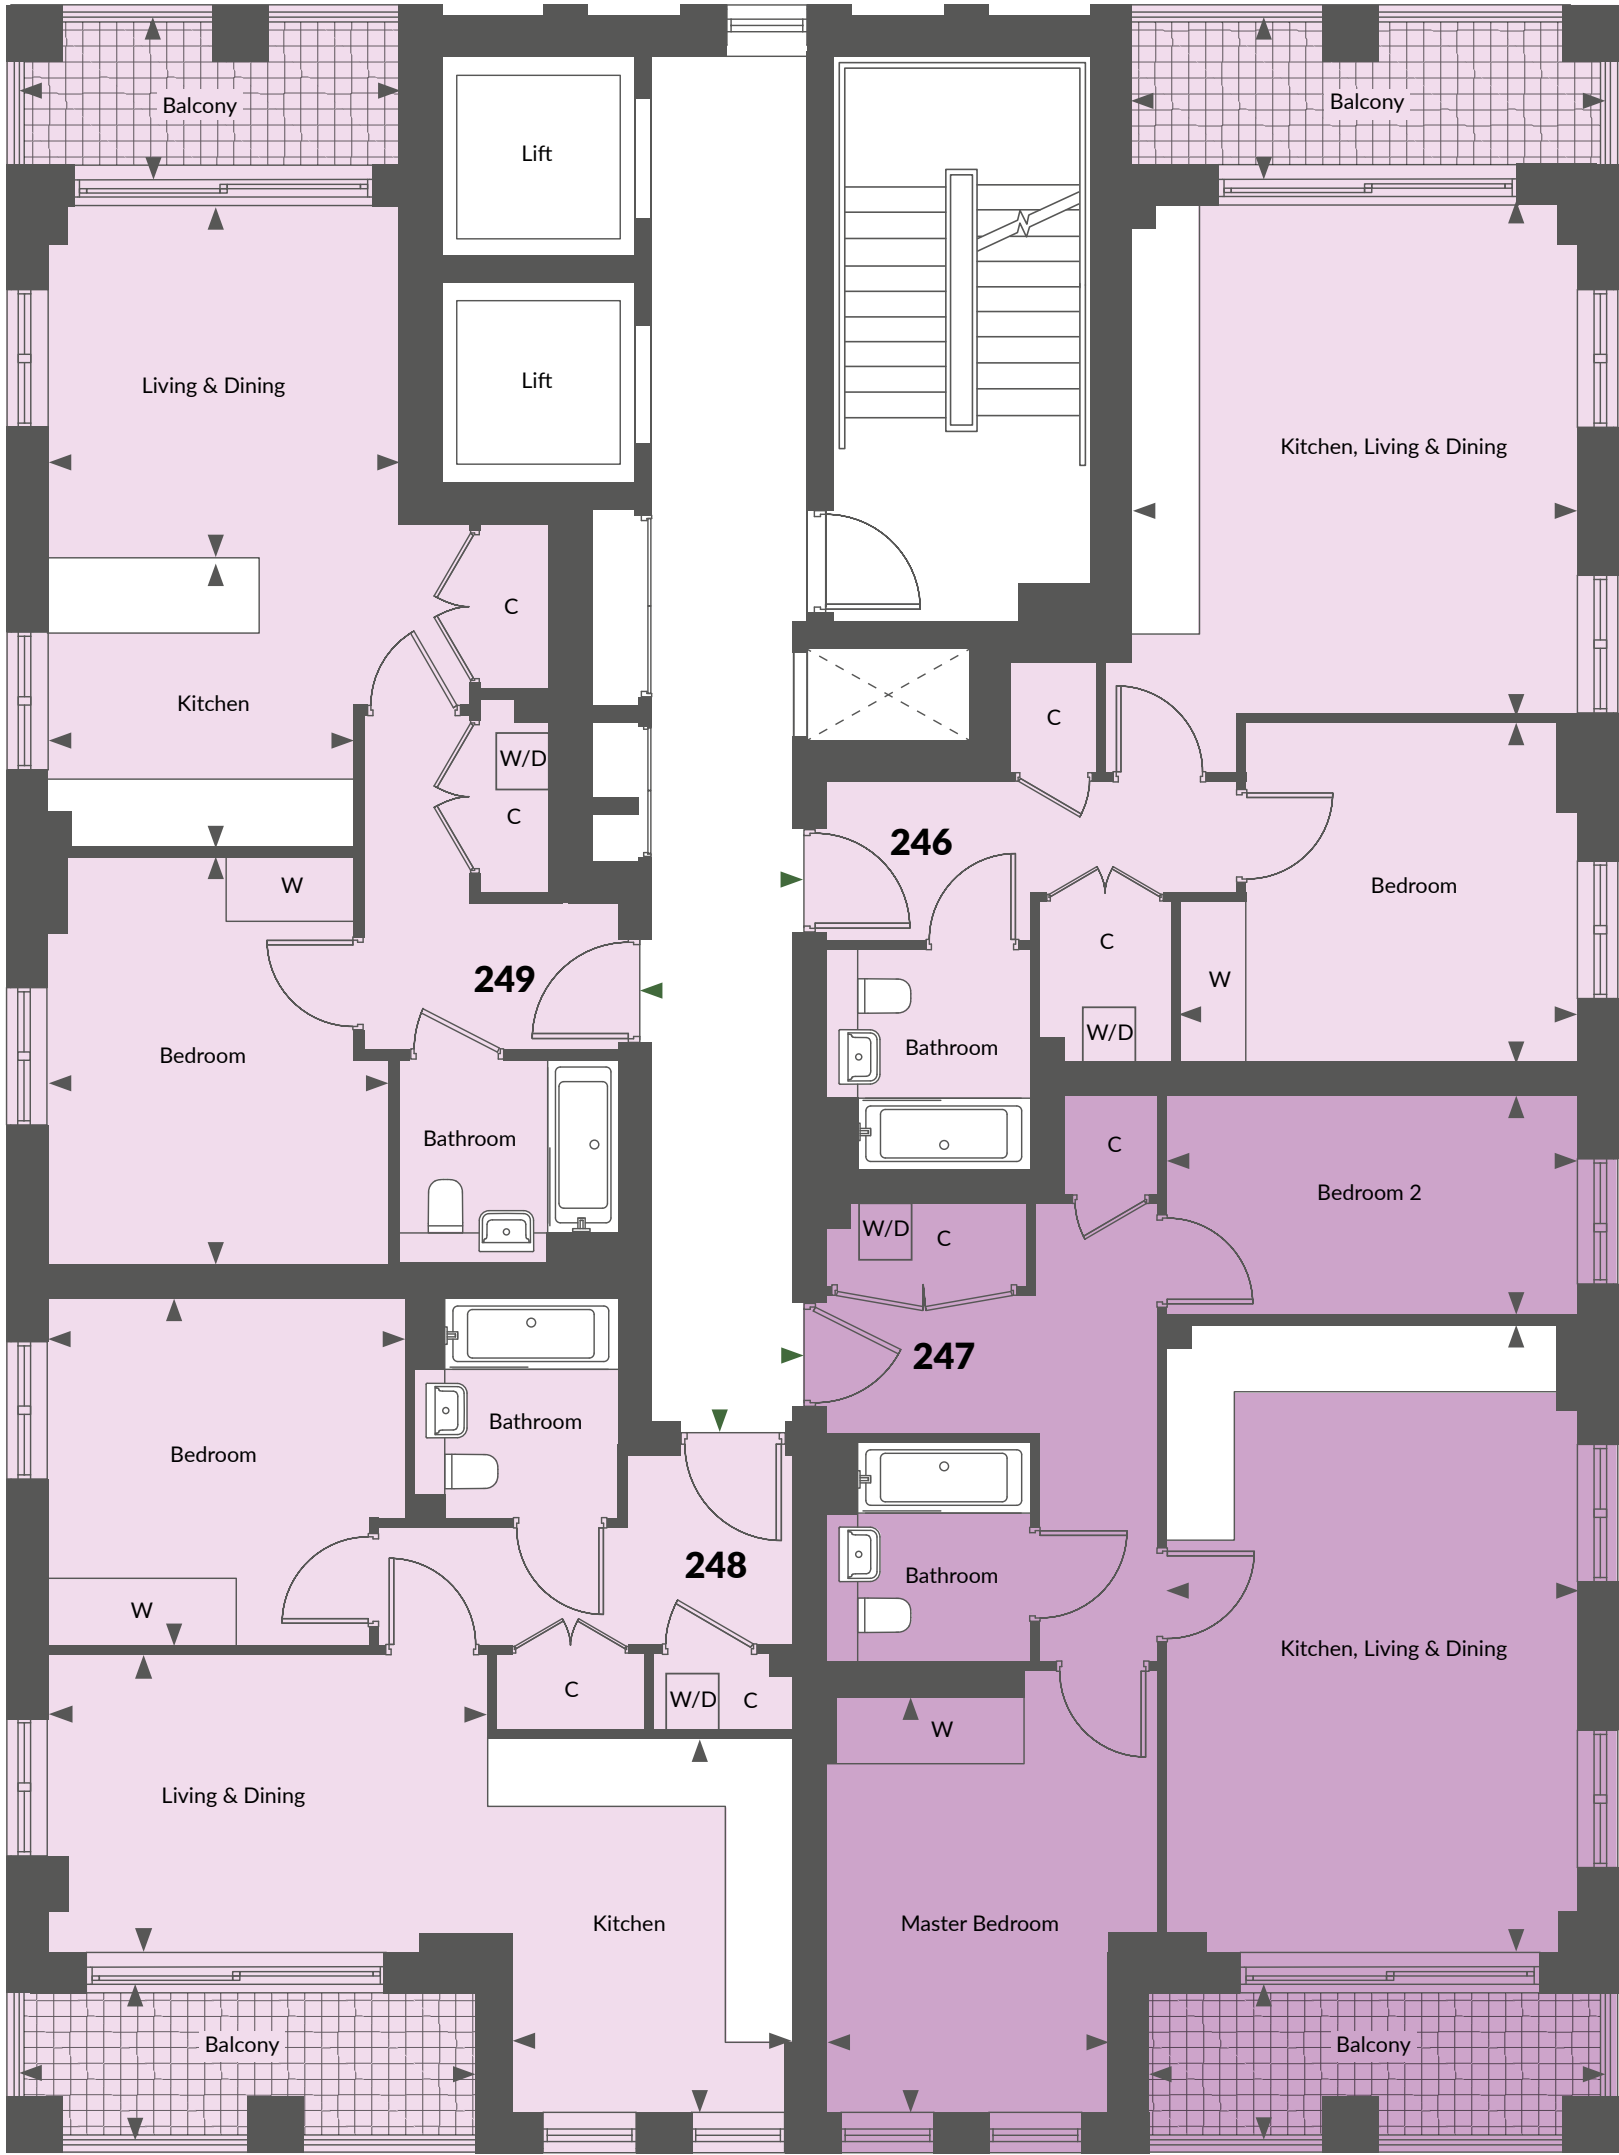 Balcony
Balcony
Lift
Lift
Living & Dining
Kitchen, Living & Dining
C
Kitchen
C
W/D
C
246
W
Bedroom
C
249
W
W/D
Bedroom
Bathroom
Bathroom
C
Bedroom 2
W/D
C
247
Bathroom
Bedroom
248
Bathroom
W
Kitchen, Living & Dining
C
W/D
C
W
Living & Dining
Kitchen
Master Bedroom
Balcony
Balcony